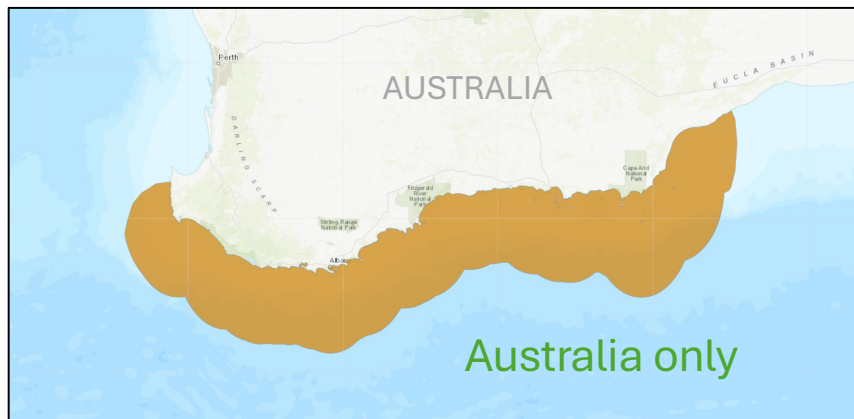 Perth
AUSTRALIA
EUCLA BASIN
DARLING SCARP
Cape Arid
National
Park
Fitzgerald
River
National
Park
Stirling Range
National Park
Albany
Australia only